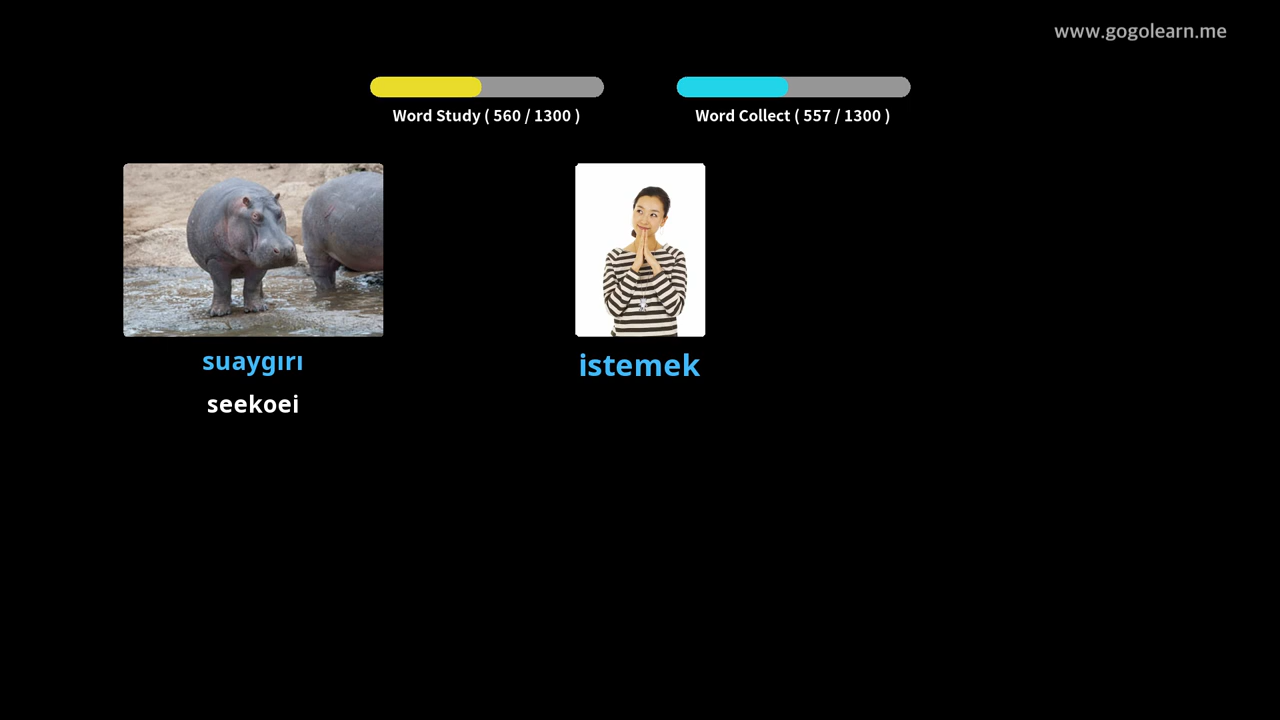 www.gogolearn.me
Word Study ( 560 / 1300 )
Word Collect ( 557 / 1300 )
suaygırı
seekoei
istemek